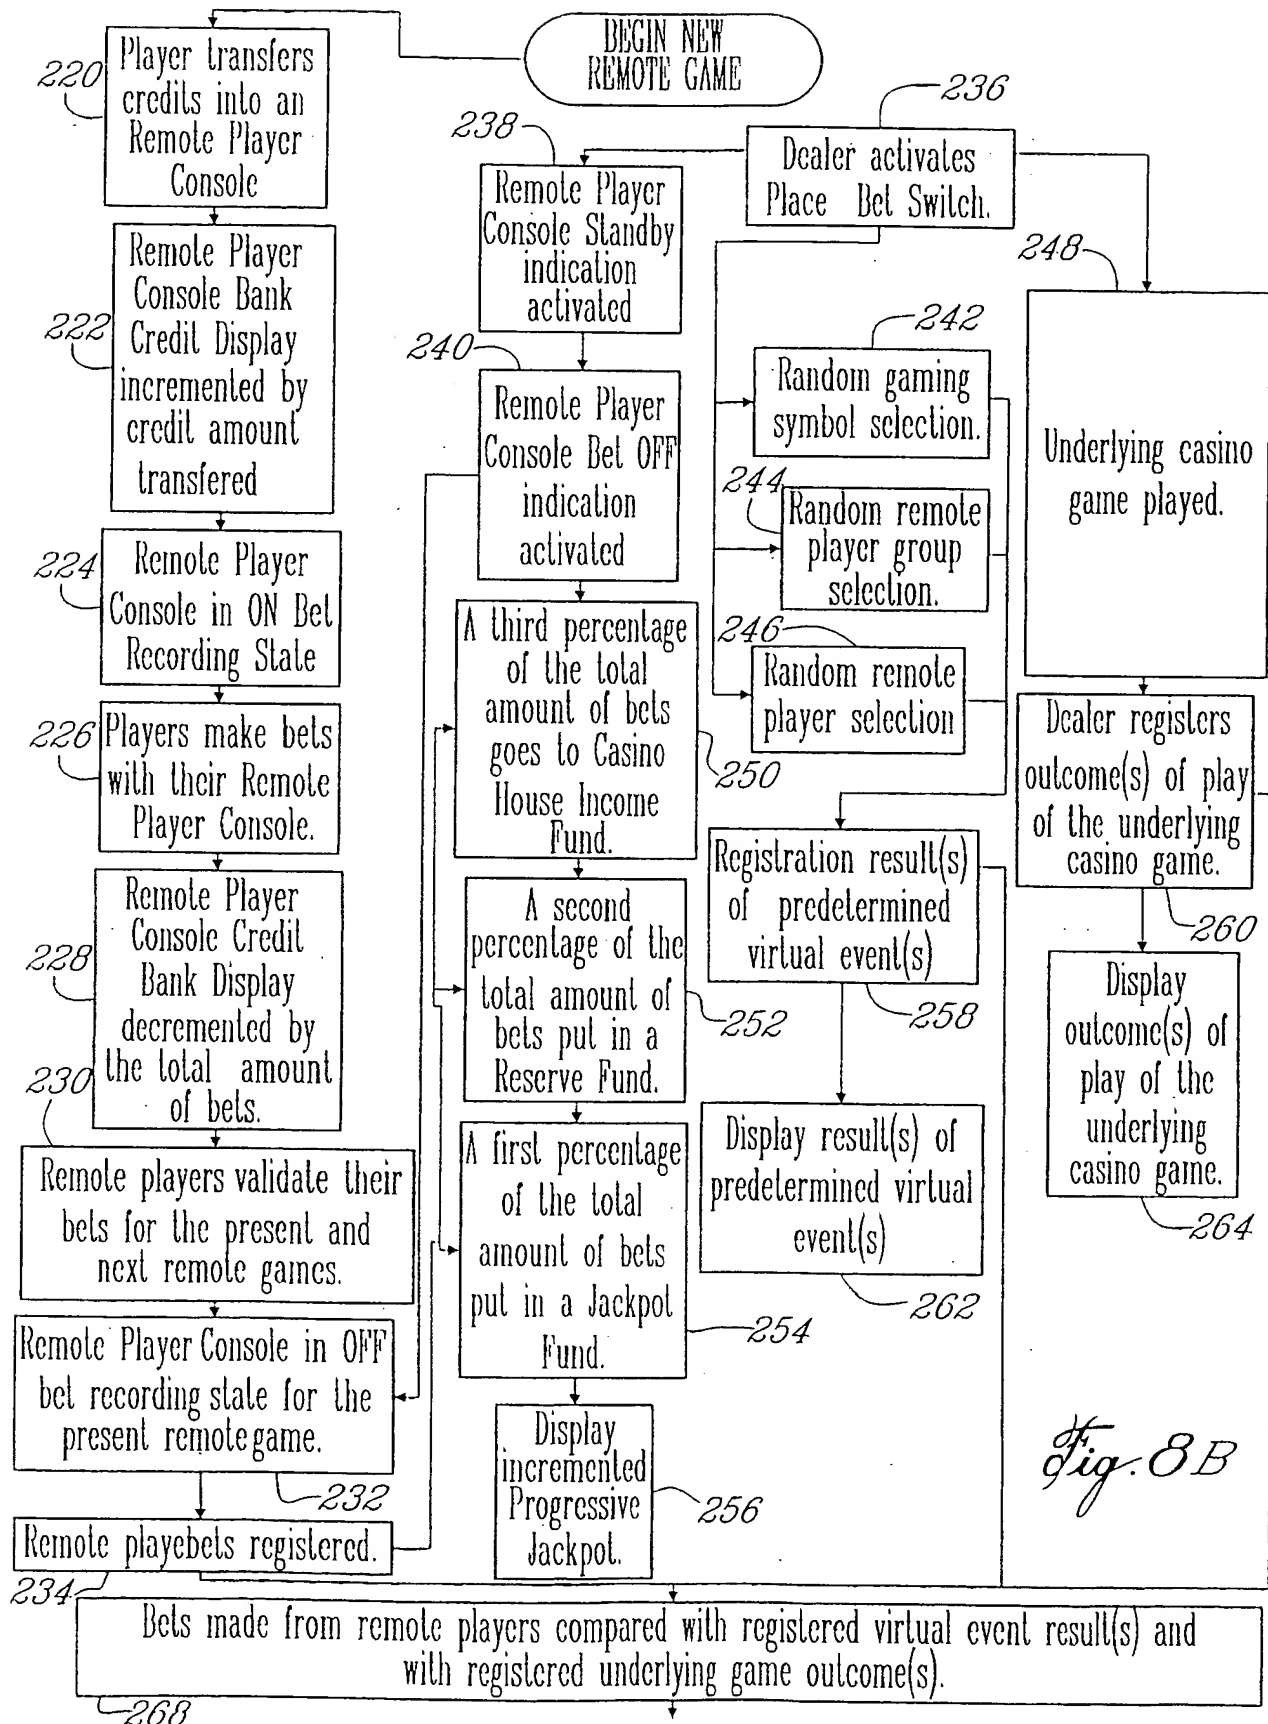 BEGIN NEW
REMOTE GAME
220
Player transfers
credits into an
Remote Player
Console
222
Remote Player
Console Bank
Credit Display
incremented by
credit amount
transfered
224
Remote Player
Console in ON Bet
Recording State
226
Players make bets
with their Remote
Player Console.
228
Remote Player
Console Credit
Bank Display
decremented by
the total amount
of bets.
230
Remote players validate their
bets for the present and
next remote games.
Remote Player Console in OFF
bet recording state for the
present remote game.
232
Remote playebets registered.
234
236
Dealer activates
Place Bet Switch.
238
Remote Player
Console Standby
indication
activated
240
Remote Player
Console Bet OFF
indication
activated
A third percentage
of the total
amount of bets
goes to Casino
House Income
Fund.
250
A second
percentage of the
total amount of
bets put in a
Reserve Fund.
252
A first percentage
of the total
amount of bets
put in a Jackpot
Fund.
254
Display
incremented
Progressive
Jackpot.
256
242
Random gaming
symbol selection.
244
Random remote
player group
selection.
246
Random remote
player selection
Registration result(s)
of predetermined
virtual event(s)
258
Display result(s) of
predetermined virtual
event(s)
262
248
Underlying casino
game played.
Dealer registers
outcome(s) of play
of the underlying
casino game.
260
Display
outcome(s) of
play of the
underlying
casino game.
264
Fig. 8B
Bets made from remote players compared with registered virtual event result(s) and
with registered underlying game outcome(s).
268